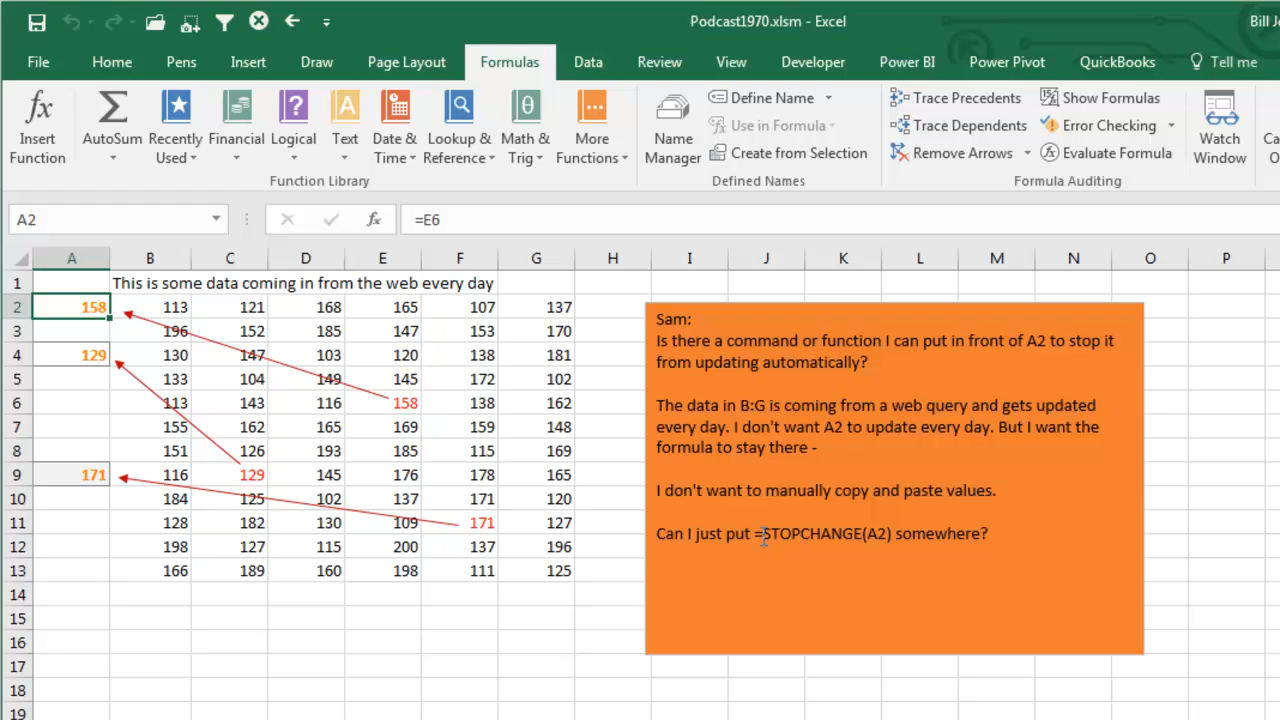 Podcast1970.xlsm - Excel
Bill Je
File Home Pens Insert Draw Page Layout Formulas Data Review View Developer Power BI Power Pivot QuickBooks Tell me
Insert Function
AutoSum
Recently Used
Financial
Logical
Text
Date & Time
Lookup & Reference
Math & Trig
More Functions
Function Library
Name Manager
Define Name
Use in Formula
Create from Selection
Defined Names
Trace Precedents
Trace Dependents
Remove Arrows
Show Formulas
Error Checking
Evaluate Formula
Formula Auditing
Watch Window
A2 fx =E6
A B C D E F G H I J K L M N O P
1 This is some data coming in from the web every day
2 158 113 121 168 165 107 137
3 196 152 185 147 153 170
4 129 130 147 103 120 138 181
5 133 104 149 145 172 102
6 113 143 116 158 138 162
7 155 162 165 169 159 148
8 151 126 193 185 115 169
9 171 116 129 145 176 178 165
10 184 125 102 137 171 120
11 128 182 130 109 171 127
12 198 127 115 200 137 196
13 166 189 160 198 111 125
14
15
16
17
18
19
Sam:
Is there a command or function I can put in front of A2 to stop it
from updating automatically?
The data in B:G is coming from a web query and gets updated
every day. I don't want A2 to update every day. But I want the
formula to stay there -
I don't want to manually copy and paste values.
Can I just put =STOPCHANGE(A2) somewhere?